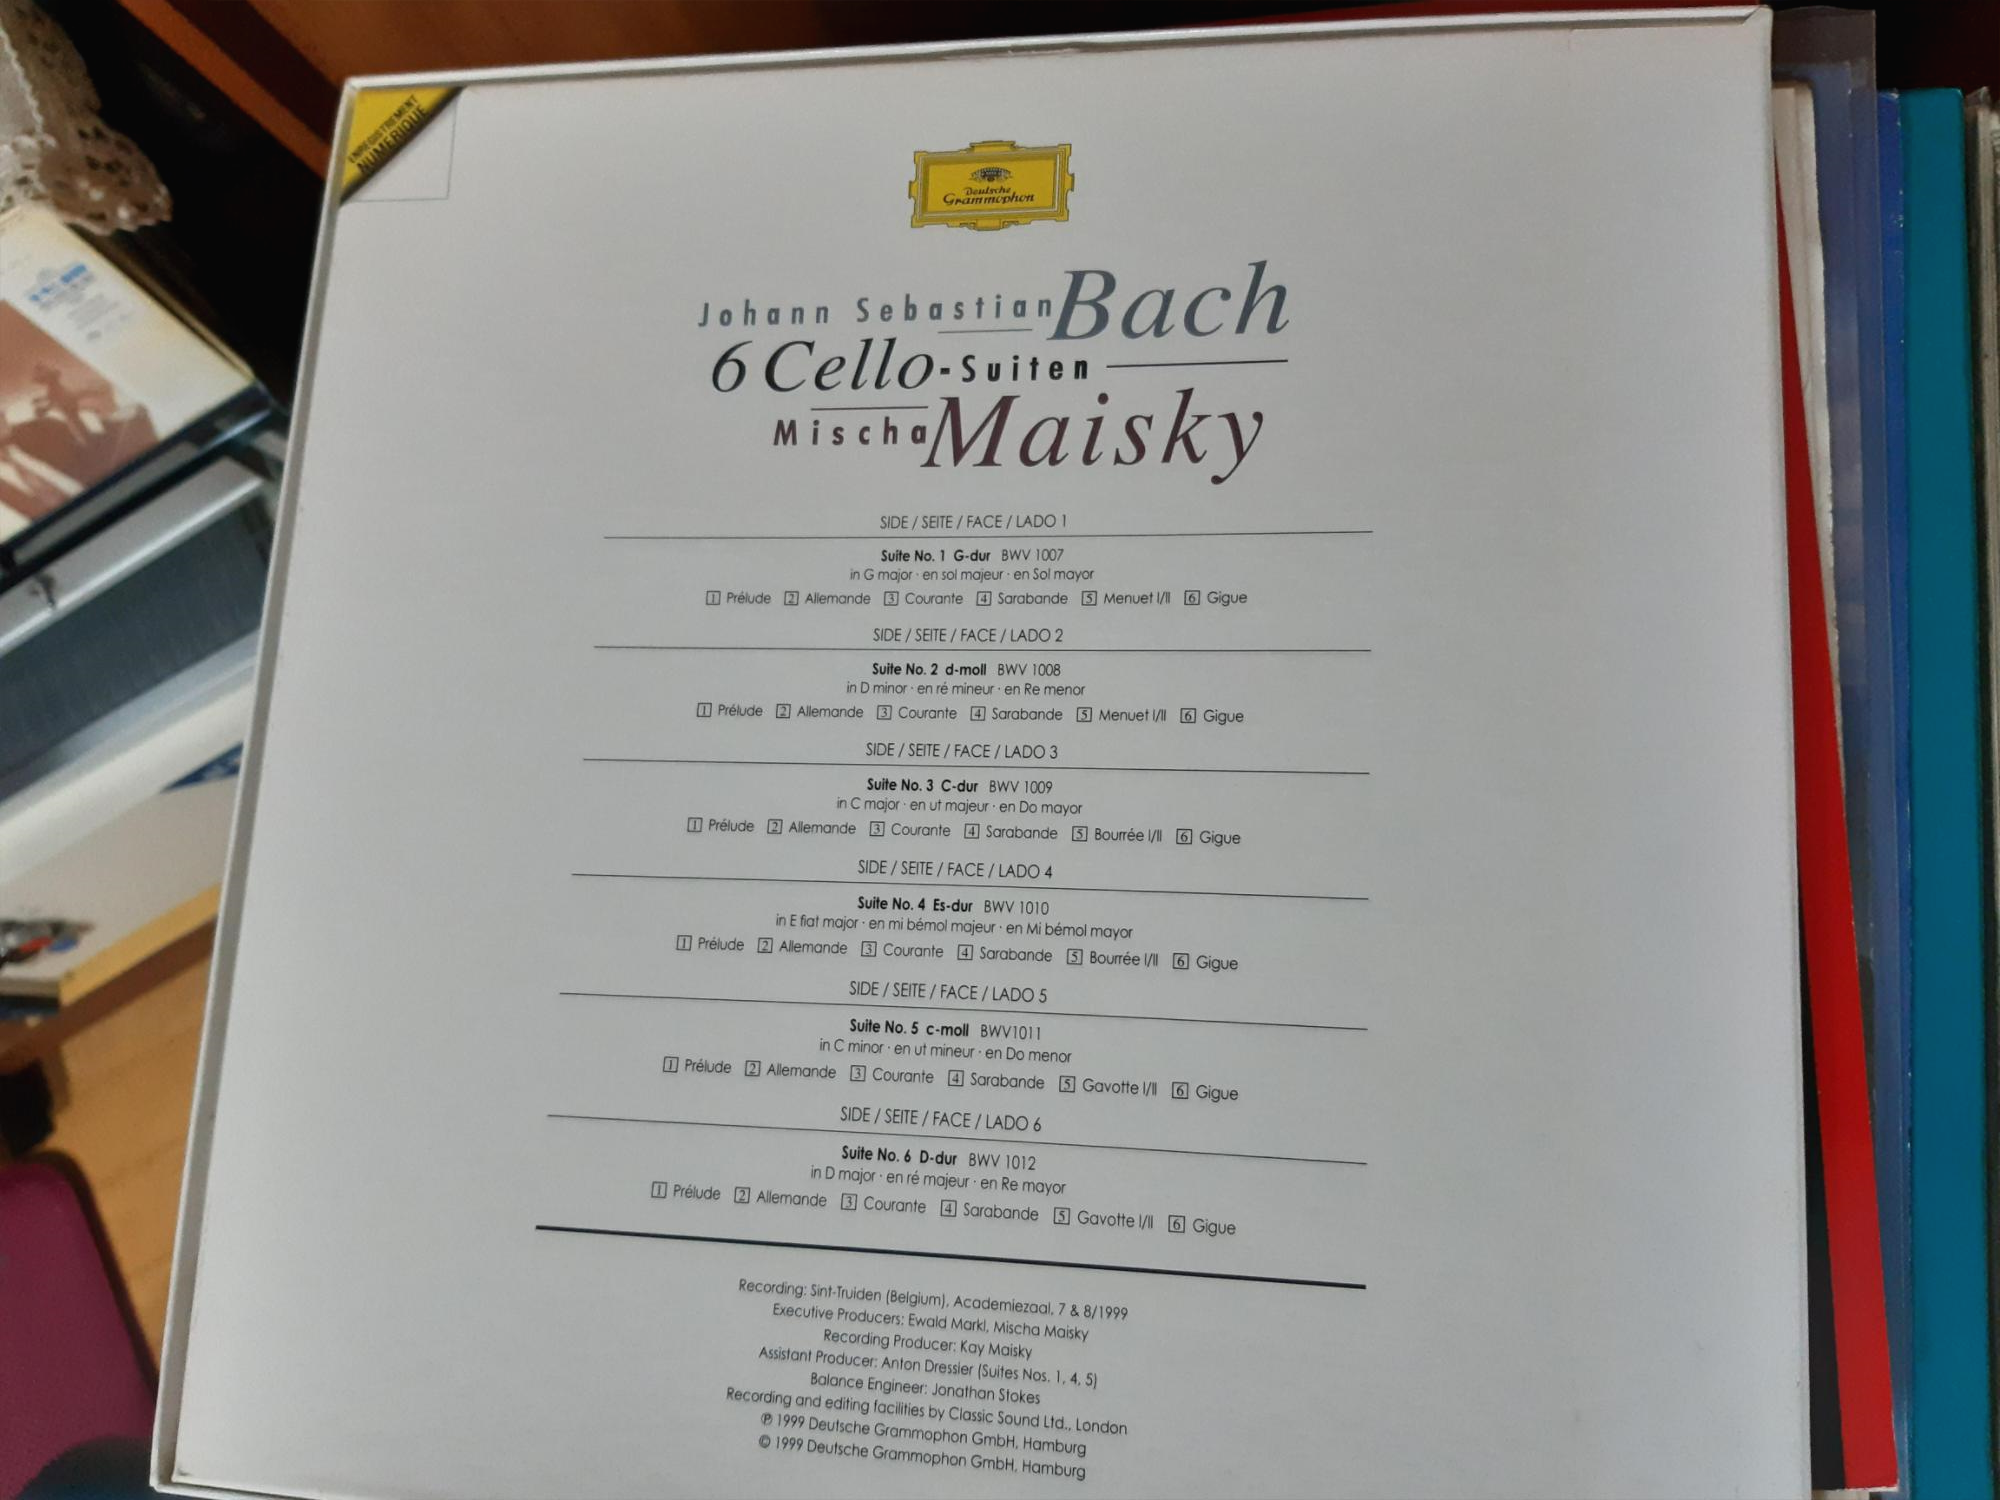 ENREGISTREMENT
NUMÉRIQUE
Deutsche
Grammophon
Johann Sebastian Bach
6 Cello-Suiten
Mischa Maisky
SIDE / SEITE / FACE / LADO 1
Suite No. 1 G-dur BWV 1007
in G major · en sol majeur · en Sol mayor
1 Prélude 2 Allemande 3 Courante 4 Sarabande 5 Menuet I/II 6 Gigue
SIDE / SEITE / FACE / LADO 2
Suite No. 2 d-moll BWV 1008
in D minor · en ré mineur · en Re menor
1 Prélude 2 Allemande 3 Courante 4 Sarabande 5 Menuet I/II 6 Gigue
SIDE / SEITE / FACE / LADO 3
Suite No. 3 C-dur BWV 1009
in C major · en ut majeur · en Do mayor
1 Prélude 2 Allemande 3 Courante 4 Sarabande 5 Bourrée I/II 6 Gigue
SIDE / SEITE / FACE / LADO 4
Suite No. 4 Es-dur BWV 1010
in E flat major · en mi bémol majeur · en Mi bémol mayor
1 Prélude 2 Allemande 3 Courante 4 Sarabande 5 Bourrée I/II 6 Gigue
SIDE / SEITE / FACE / LADO 5
Suite No. 5 c-moll BWV1011
in C minor · en ut mineur · en Do menor
1 Prélude 2 Allemande 3 Courante 4 Sarabande 5 Gavotte I/II 6 Gigue
SIDE / SEITE / FACE / LADO 6
Suite No. 6 D-dur BWV 1012
in D major · en ré majeur · en Re mayor
1 Prélude 2 Allemande 3 Courante 4 Sarabande 5 Gavotte I/II 6 Gigue
Recording: Sint-Truiden (Belgium), Academiezaal, 7 & 8/1999
Executive Producers: Ewald Markl, Mischa Maisky
Recording Producer: Kay Maisky
Assistant Producer: Anton Dressler (Suites Nos. 1, 4, 5)
Balance Engineer: Jonathan Stokes
Recording and editing facilities by Classic Sound Ltd., London
℗ 1999 Deutsche Grammophon GmbH, Hamburg
© 1999 Deutsche Grammophon GmbH, Hamburg